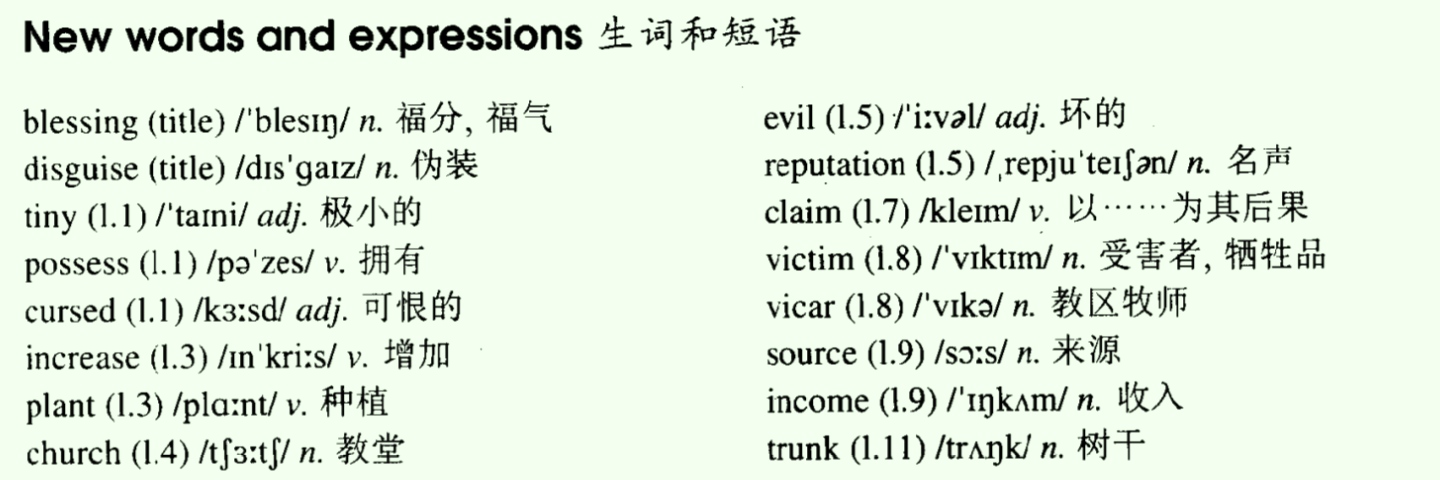 New words and expressions 生词和短语
blessing (title) /ˈblesɪŋ/ n. 福分, 福气
disguise (title) /dɪsˈgaɪz/ n. 伪装
tiny (l.1) /ˈtaɪni/ adj. 极小的
possess (l.1) /pəˈzes/ v. 拥有
cursed (l.1) /kɜːsd/ adj. 可恨的
increase (l.3) /ɪnˈkriːs/ v. 增加
plant (l.3) /plɑːnt/ v. 种植
church (l.4) /tʃɜːtʃ/ n. 教堂
evil (l.5) /ˈiːvəl/ adj. 坏的
reputation (l.5) /ˌrepjuˈteɪʃən/ n. 名声
claim (l.7) /kleɪm/ v. 以……为其后果
victim (l.8) /ˈvɪktɪm/ n. 受害者, 牺牲品
vicar (l.8) /ˈvɪkə/ n. 教区牧师
source (l.9) /sɔːs/ n. 来源
income (l.9) /ˈɪŋkʌm/ n. 收入
trunk (l.11) /trʌŋk/ n. 树干